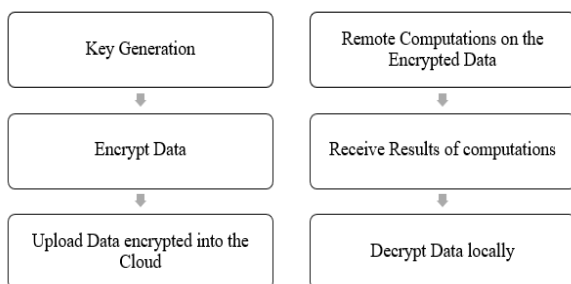 Key Generation
Encrypt Data
Upload Data encrypted into the
Cloud
Remote Computations on the
Encrypted Data
Receive Results of computations
Decrypt Data locally